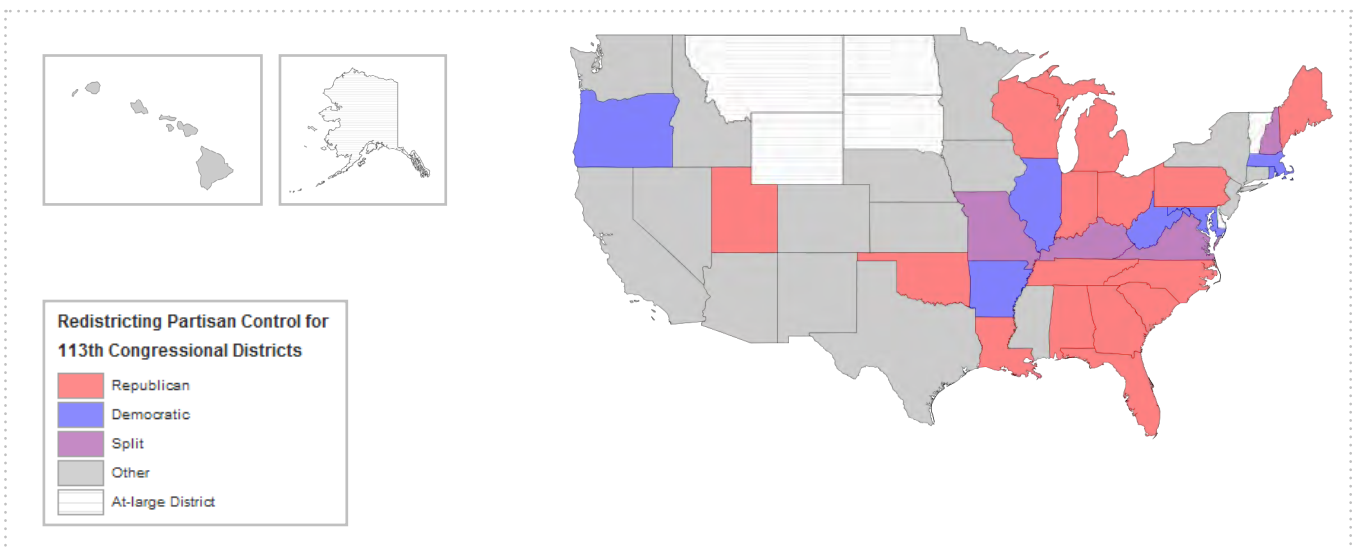 Redistricting Partisan Control for
113th Congressional Districts
Republican
Democratic
Split
Other
At-large District